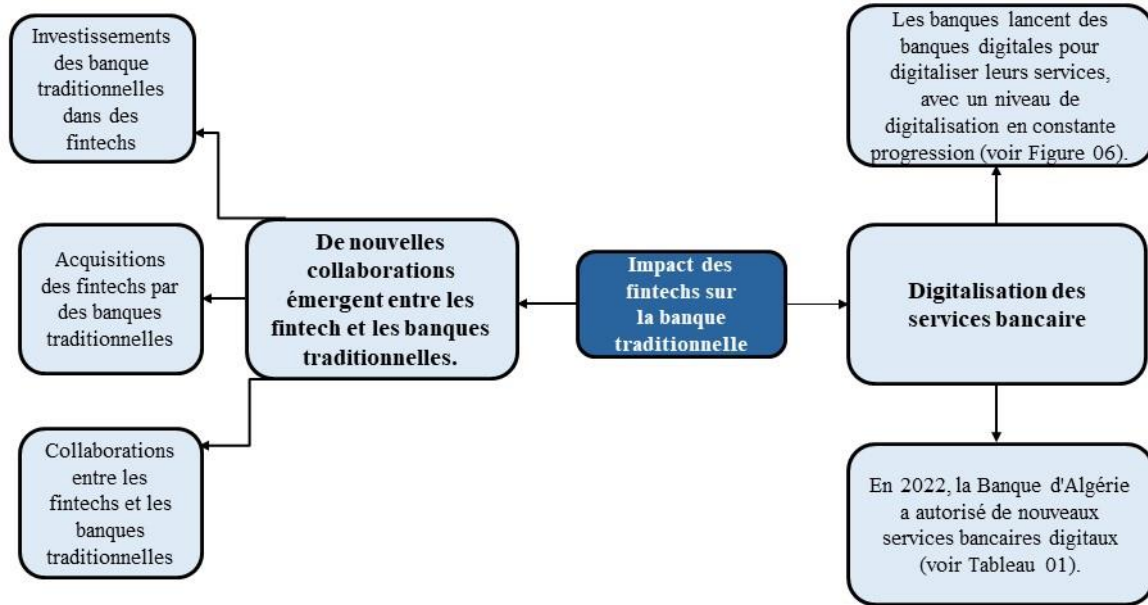 Investissements
des banque
traditionnelles
dans des
fintechs
Acquisitions
des fintechs par
des banques
traditionnelles
Collaborations
entre les
fintechs et les
banques
traditionnelles
De nouvelles
collaborations
émergent entre les
fintech et les banques
traditionnelles.
Impact des
fintechs sur
la banque
traditionnelle
Les banques lancent des
banques digitales pour
digitaliser leurs services,
avec un niveau de
digitalisation en constante
progression (voir Figure 06).
Digitalisation des
services bancaire
En 2022, la Banque d'Algérie
a autorisé de nouveaux
services bancaires digitaux
(voir Tableau 01).